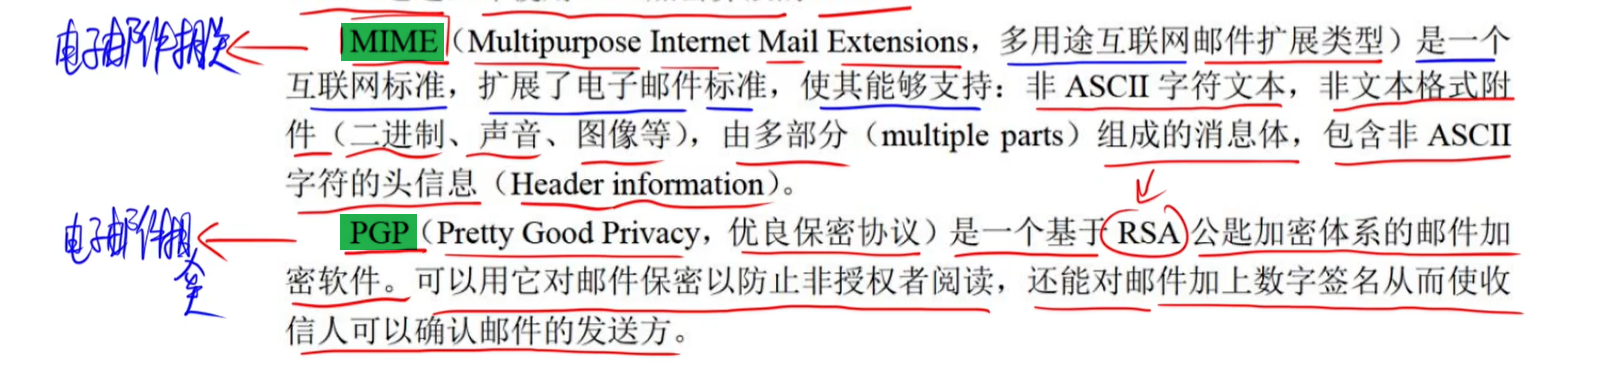 电子邮件相关
MIME（Multipurpose Internet Mail Extensions，多用途互联网邮件扩展类型）是一个
互联网标准，扩展了电子邮件标准，使其能够支持：非 ASCII 字符文本，非文本格式附
件（二进制、声音、图像等），由多部分（multiple parts）组成的消息体，包含非 ASCII
字符的头信息（Header information）。
电子邮件相
关
PGP（Pretty Good Privacy，优良保密协议）是一个基于 RSA 公匙加密体系的邮件加
密软件。可以用它对邮件保密以防止非授权者阅读，还能对邮件加上数字签名从而使收
信人可以确认邮件的发送方。